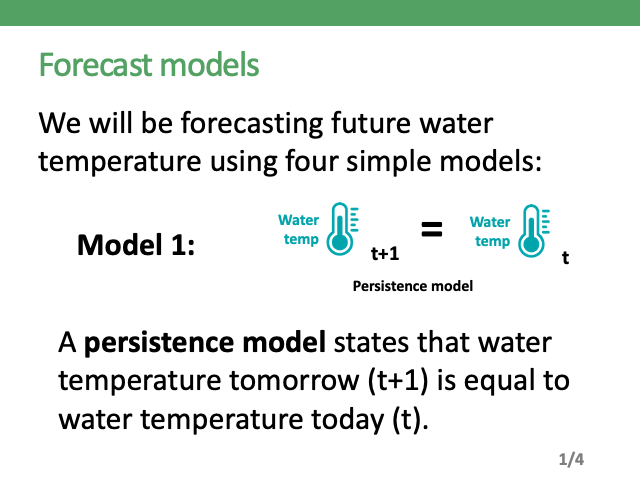 Forecast models
We will be forecasting future water
temperature using four simple models:
Model 1:
Water
temp
t+1
=
Water
temp
t
Persistence model
A persistence model states that water
temperature tomorrow (t+1) is equal to
water temperature today (t).
1/4